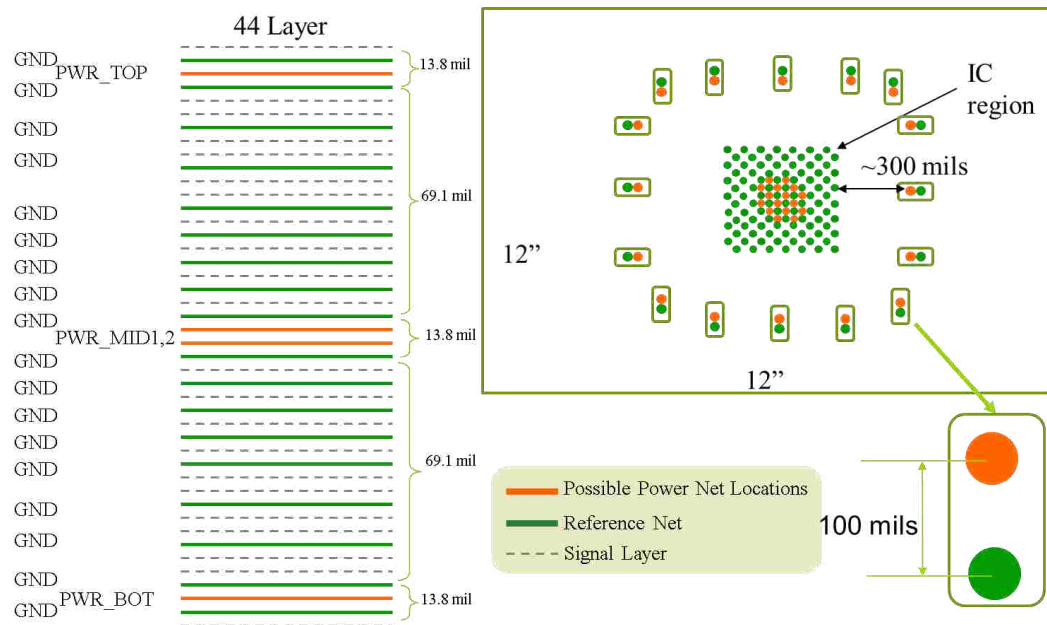 44 Layer
GND
PWR_TOP
GND
GND
GND
GND
GND
GND
GND
GND
PWR_MID1,2
GND
GND
GND
GND
GND
GND
GND
GND
PWR_BOT
GND
13.8 mil
69.1 mil
13.8 mil
69.1 mil
13.8 mil
IC
region
~300 mils
12”
12”
Possible Power Net Locations
Reference Net
Signal Layer
100 mils